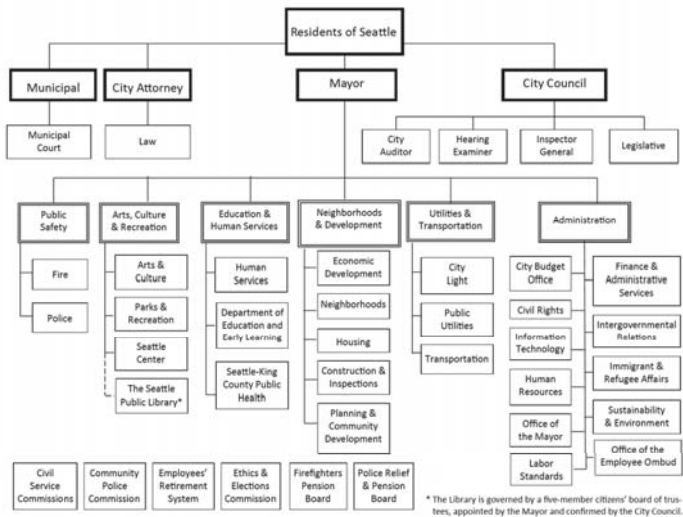 Residents of Seattle
Municipal
City Attorney
Mayor
City Council
Municipal
Court
Law
City
Auditor
Hearing
Examiner
Inspector
General
Legislative
Public
Safety
Arts, Culture
& Recreation
Education &
Human Services
Neighborhoods
& Development
Utilities &
Transportation
Administration
Fire
Police
Arts &
Culture
Parks &
Recreation
Seattle
Center
The Seattle
Public Library*
Human
Services
Department of
Education and
Early Learning
Seattle-King
County Public
Health
Economic
Development
Neighborhoods
Housing
Construction &
Inspections
Planning &
Community
Development
City
Light
Public
Utilities
Transportation
City Budget
Office
Civil Rights
Information
Technology
Human
Resources
Office of
the Mayor
Labor
Standards
Finance &
Administrative
Services
Intergovernmental
Relations
Immigrant &
Refugee Affairs
Sustainability
& Environment
Office of the
Employee Ombud
Civil
Service
Commissions
Community
Police
Commission
Employees'
Retirement
System
Ethics &
Elections
Commission
Firefighters
Pension
Board
Police Relief
& Pension
Board
* The Library is governed by a five-member citizens' board of trus-
tees, appointed by the Mayor and confirmed by the City Council.